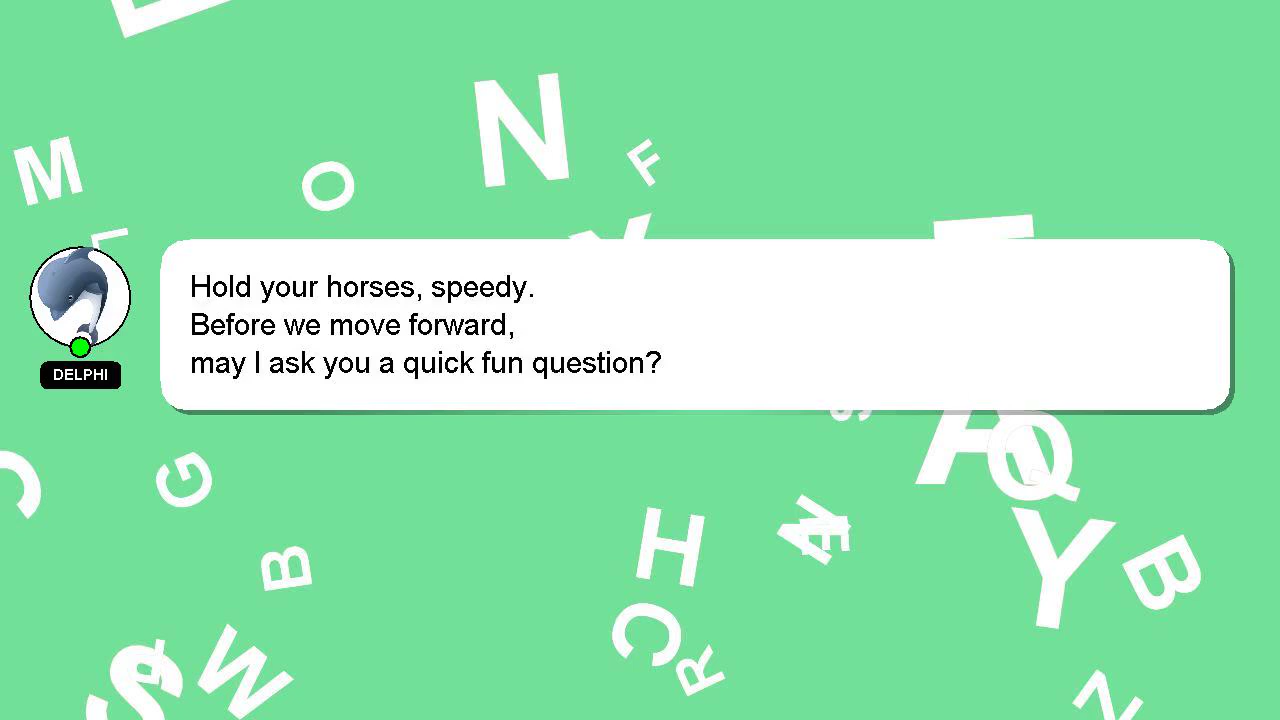 N
M
F
O
L
Hold your horses, speedy.
Before we move forward,
may I ask you a quick fun question?
DELPHI
S
A
Q
G
H
N
E
Y
B
B
C
R
W
S
Z